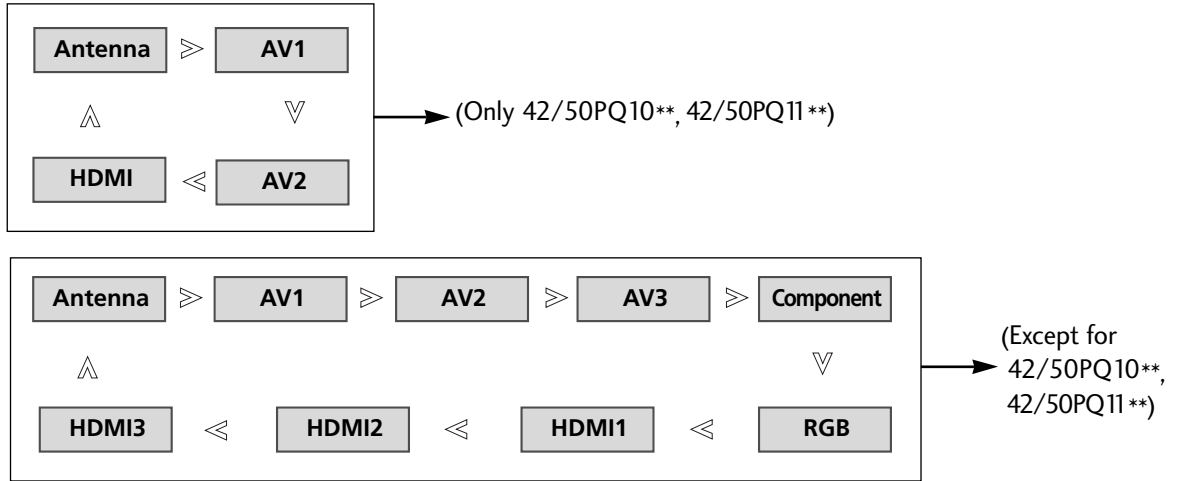 Antenna AV1
(Only 42/50PQ10**, 42/50PQ11**)
HDMI AV2
Antenna AV1 AV2 AV3 Component
(Except for
42/50PQ10**,
42/50PQ11**)
HDMI3 HDMI2 HDMI1 RGB